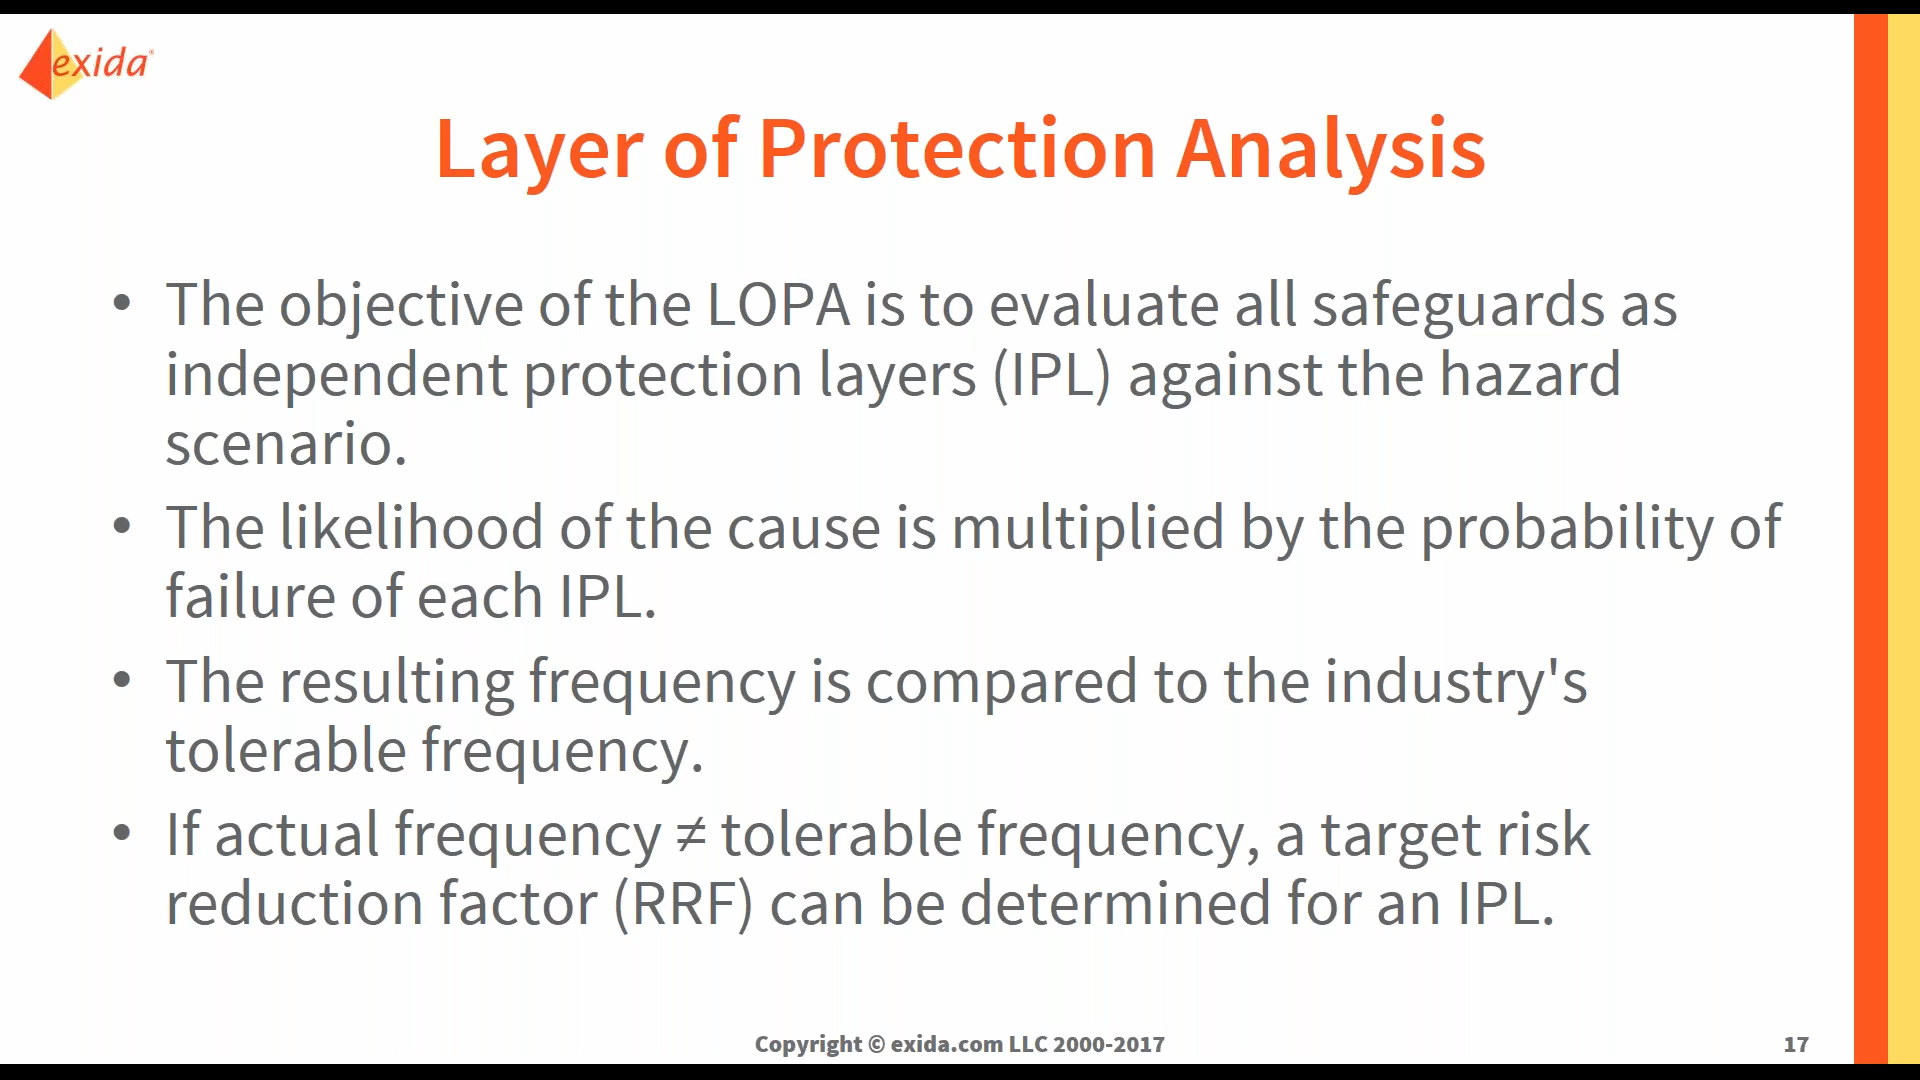 exida
Layer of Protection Analysis
• The objective of the LOPA is to evaluate all safeguards as
independent protection layers (IPL) against the hazard
scenario.
• The likelihood of the cause is multiplied by the probability of
failure of each IPL.
• The resulting frequency is compared to the industry's
tolerable frequency.
• If actual frequency ≠ tolerable frequency, a target risk
reduction factor (RRF) can be determined for an IPL.
Copyright © exida.com LLC 2000-2017
17